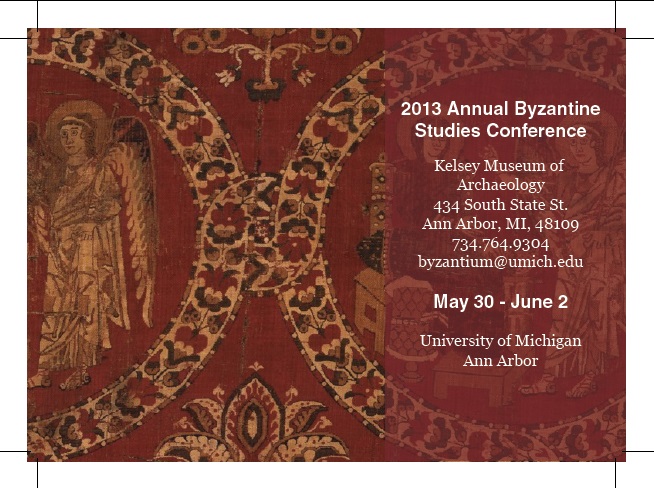 2013 Annual Byzantine
Studies Conference
Kelsey Museum of
Archaeology
434 South State St.
Ann Arbor, MI, 48109
734.764.9304
byzantium@umich.edu
May 30 - June 2
University of Michigan
Ann Arbor